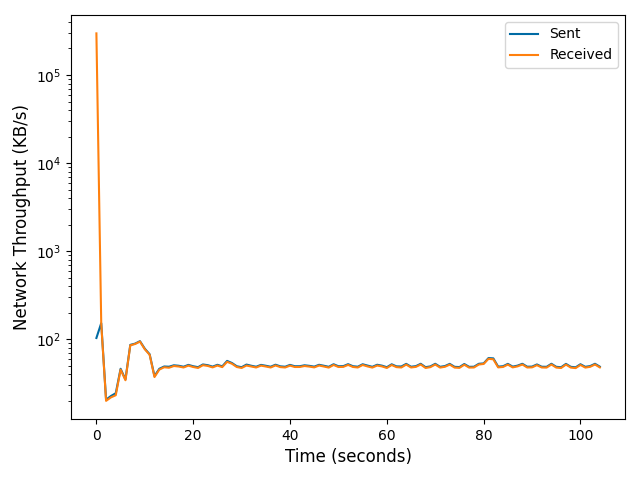 Sent
Received
10^5
10^4
10^3
10^2
Network Throughput (KB/s)
0 20 40 60 80 100
Time (seconds)